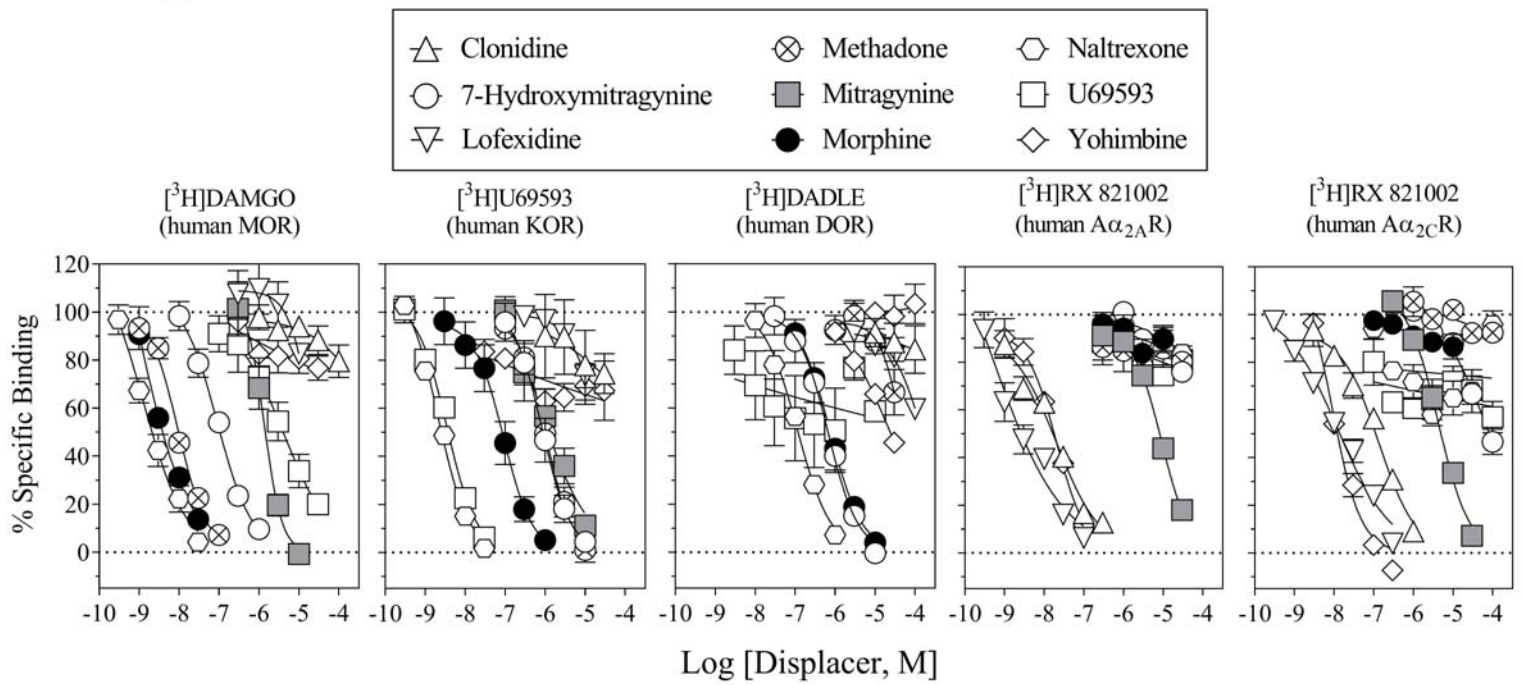 Clonidine Methadone Naltrexone
7-Hydroxymitragynine Mitragynine U69593
Lofexidine Morphine Yohimbine
[³H]DAMGO
(human MOR)
[³H]U69593
(human KOR)
[³H]DADLE
(human DOR)
[³H]RX 821002
(human Aα₂AR)
[³H]RX 821002
(human Aα₂CR)
% Specific Binding
120
100
80
60
40
20
0
-10 -9 -8 -7 -6 -5 -4
-10 -9 -8 -7 -6 -5 -4
-10 -9 -8 -7 -6 -5 -4
-10 -9 -8 -7 -6 -5 -4
-10 -9 -8 -7 -6 -5 -4
Log [Displacer, M]